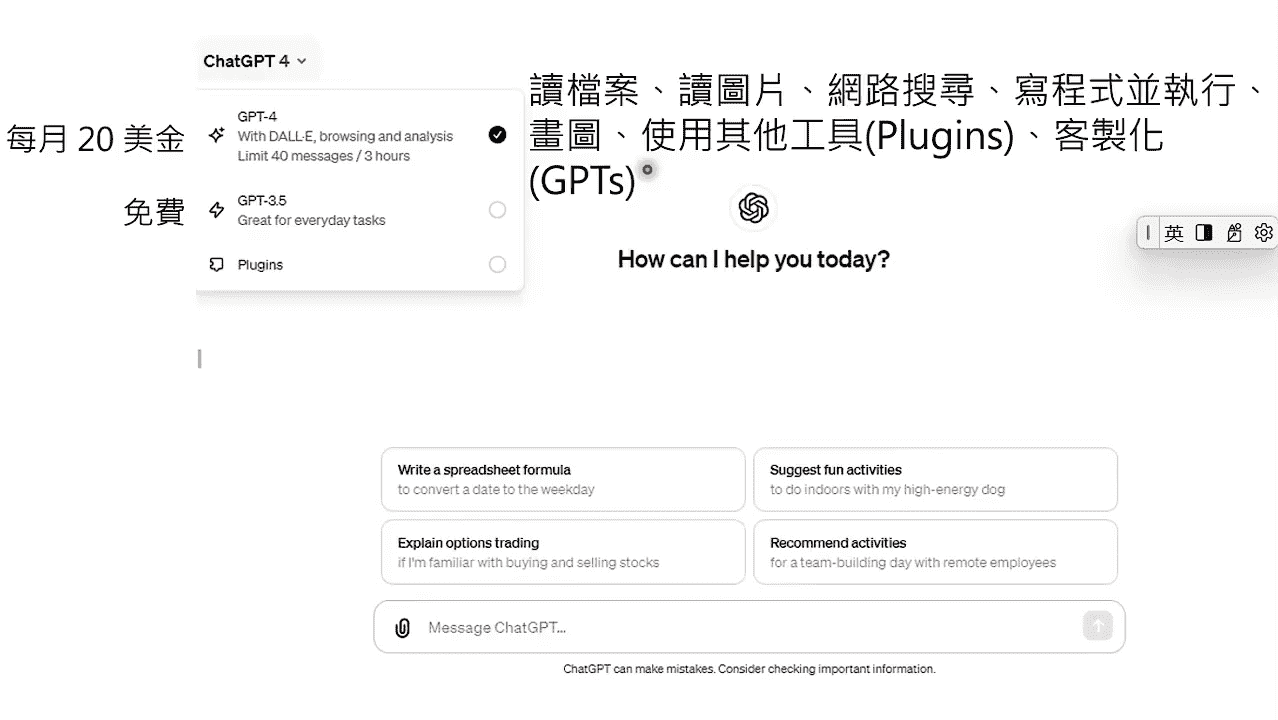 ChatGPT 4
讀檔案、讀圖片、網路搜尋、寫程式並執行、
畫圖、使用其他工具(Plugins)、客製化
(GPTs)
每月 20 美金
GPT-4
With DALL·E, browsing and analysis
Limit 40 messages / 3 hours
免費
GPT-3.5
Great for everyday tasks
Plugins
英
How can I help you today?
Write a spreadsheet formula
to convert a date to the weekday
Suggest fun activities
to do indoors with my high-energy dog
Explain options trading
if I'm familiar with buying and selling stocks
Recommend activities
for a team-building day with remote employees
Message ChatGPT...
ChatGPT can make mistakes. Consider checking important information.